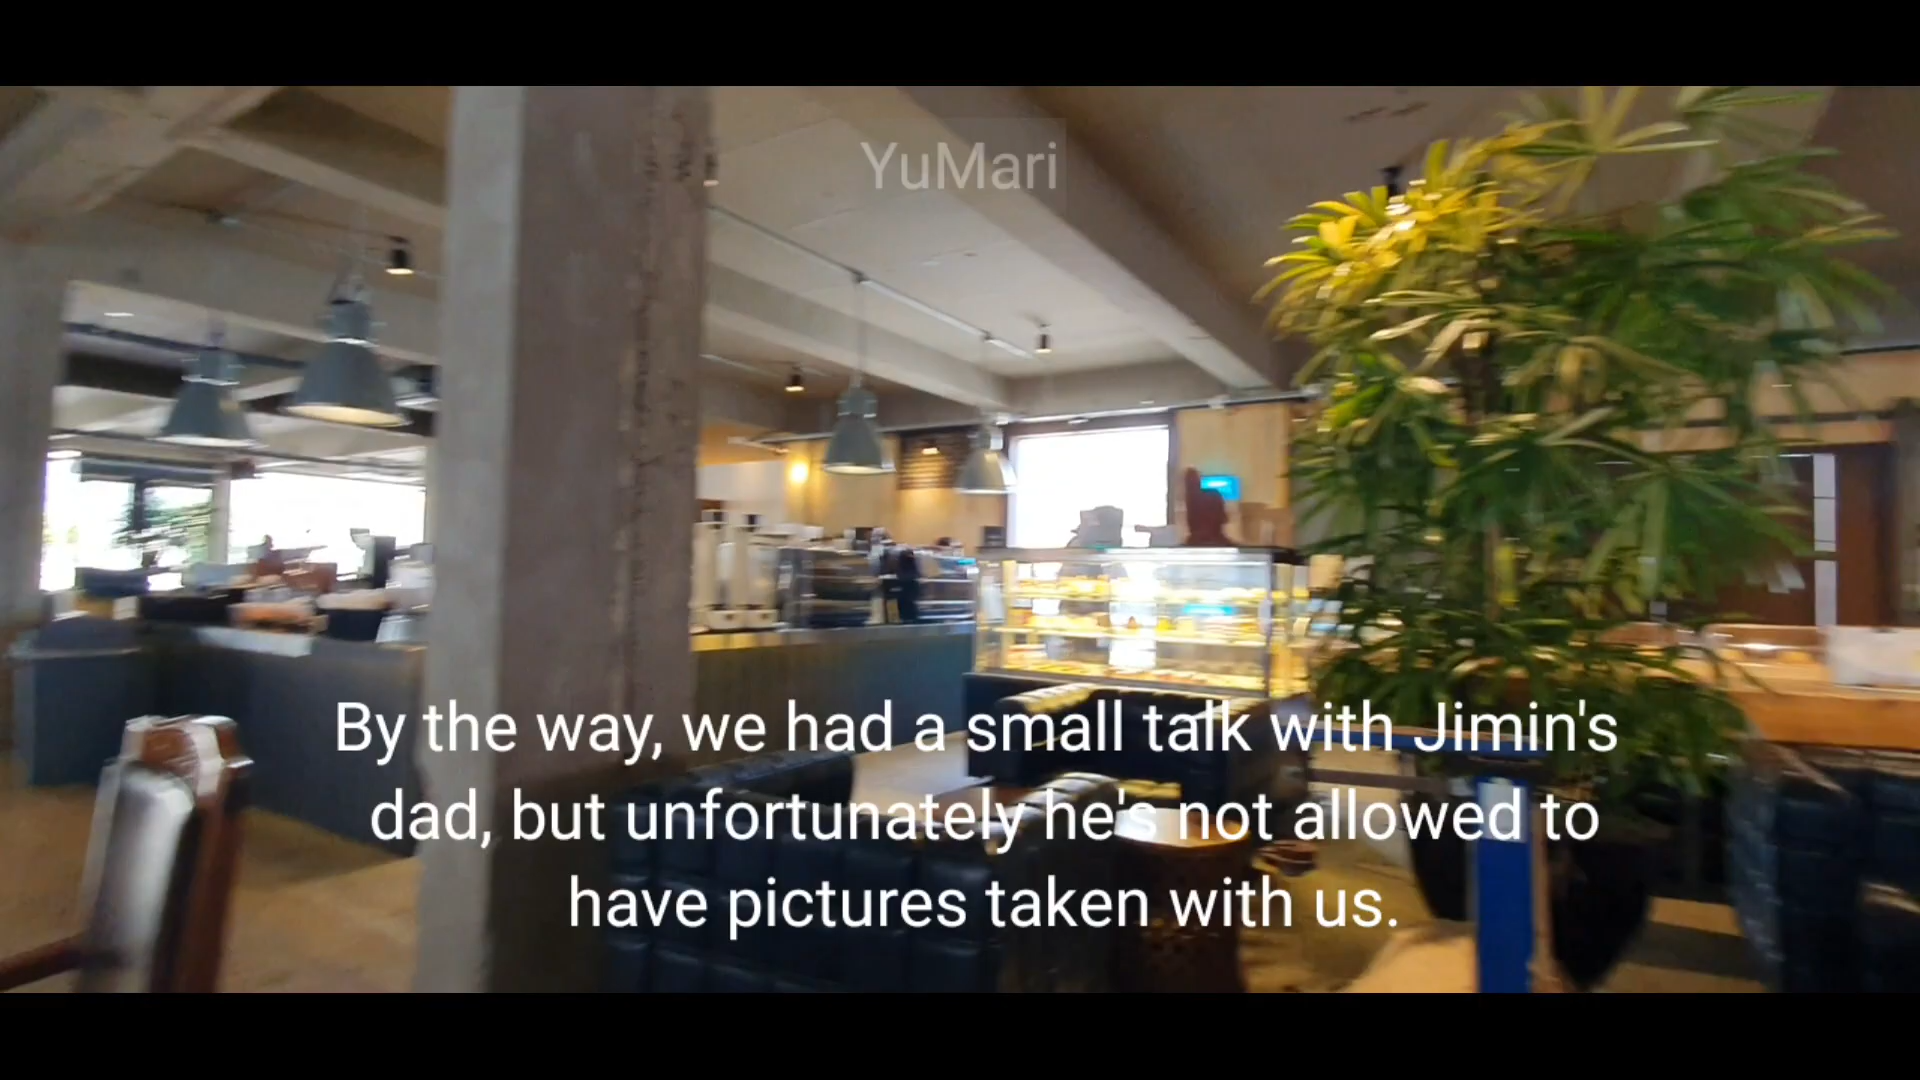 YuMari
By the way, we had a small talk with Jimin's
dad, but unfortunately he's not allowed to
have pictures taken with us.